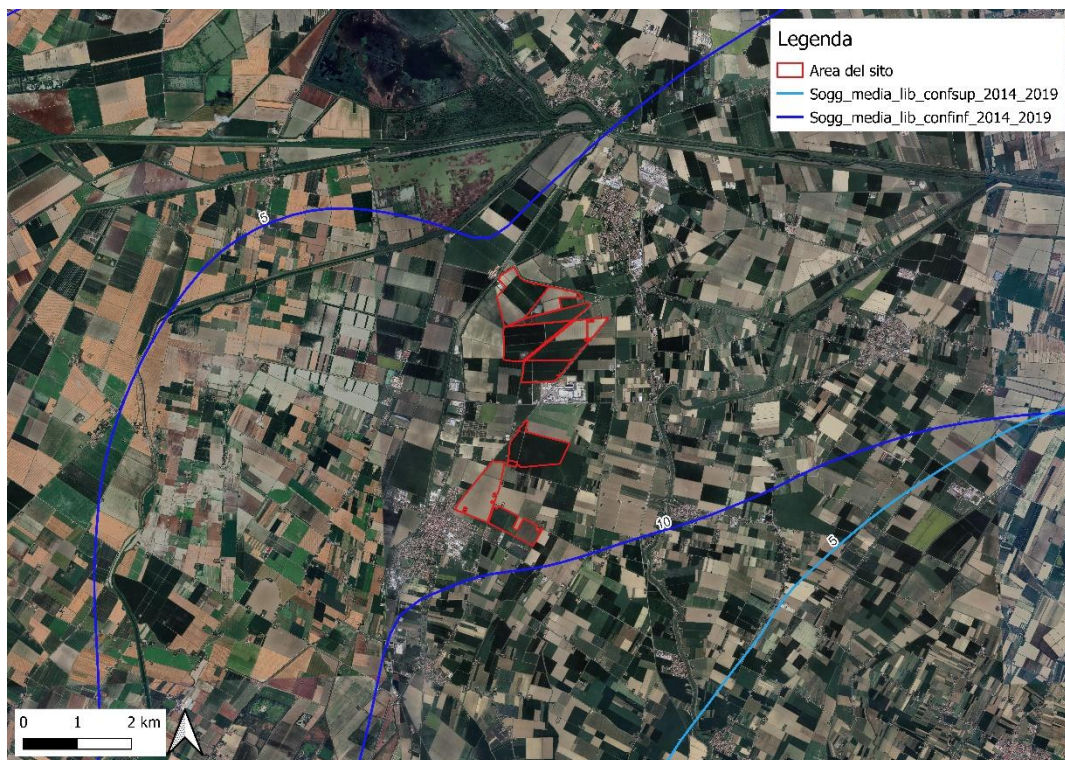 Legenda
Area del sito
Sogg_media_lib_confsup_2014_2019
Sogg_media_lib_confinf_2014_2019
5
10
5
0 1 2 km